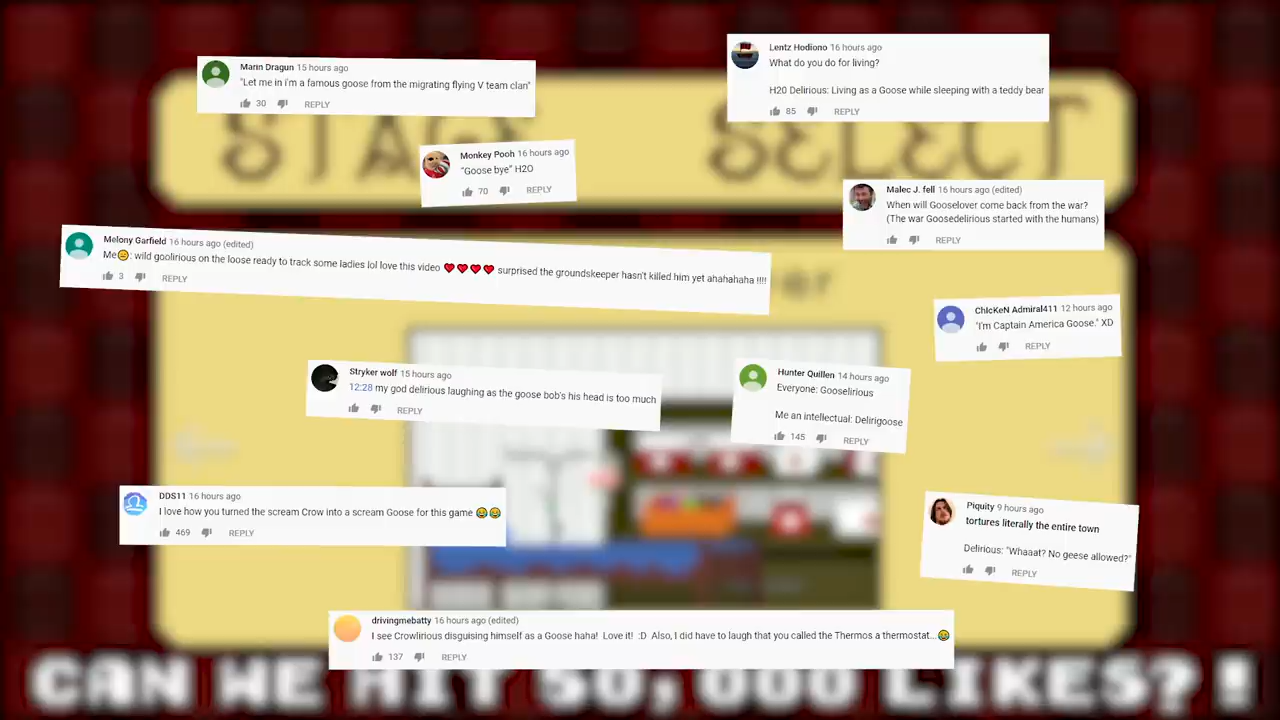 Lentz Hodiono 16 hours ago
What do you do for living?
H20 Delirious: Living as a Goose while sleeping with a teddy bear
85 REPLY
Marin Dragun 15 hours ago
"Let me in i'm a famous goose from the migrating flying V team clan"
30 REPLY
STAGE SELECT
Monkey Pooh 16 hours ago
"Goose bye" H2O
70 REPLY
Malec J. fell 16 hours ago (edited)
When will Gooselover come back from the war?
(The war Goosedelirious started with the humans)
REPLY
Melony Garfield 16 hours ago (edited)
Me😑: wild goolirious on the loose ready to track some ladies lol love this video ♥♥♥♥ surprised the groundskeeper hasn't killed him yet ahahahaha !!!!
3 REPLY
ChIcKeN Admiral411 12 hours ago
"I'm Captain America Goose." XD
REPLY
Stryker wolf 15 hours ago
12:28 my god delirious laughing as the goose bob's his head is too much
REPLY
Hunter Quillen 14 hours ago
Everyone: Gooselirious
Me an intellectual: Delirigoose
145 REPLY
DDS11 16 hours ago
I love how you turned the scream Crow into a scream Goose for this game 😂😂
469 REPLY
Piquity 9 hours ago
tortures literally the entire town
Delirious: "Whaaat? No geese allowed?"
REPLY
drivingmebatty 16 hours ago (edited)
I see Crowlirious disguising himself as a Goose haha! Love it! :D Also, I did have to laugh that you called the Thermos a thermostat...😂
137 REPLY
CAN WE HIT 50,000 LIKES?!